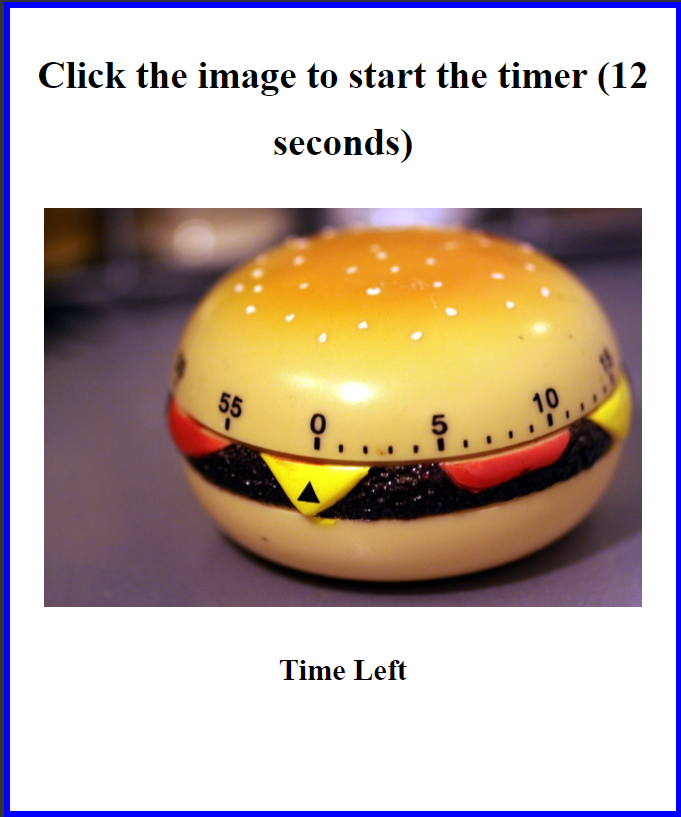 Click the image to start the timer (12
seconds)
55 0 5 10 15
Time Left